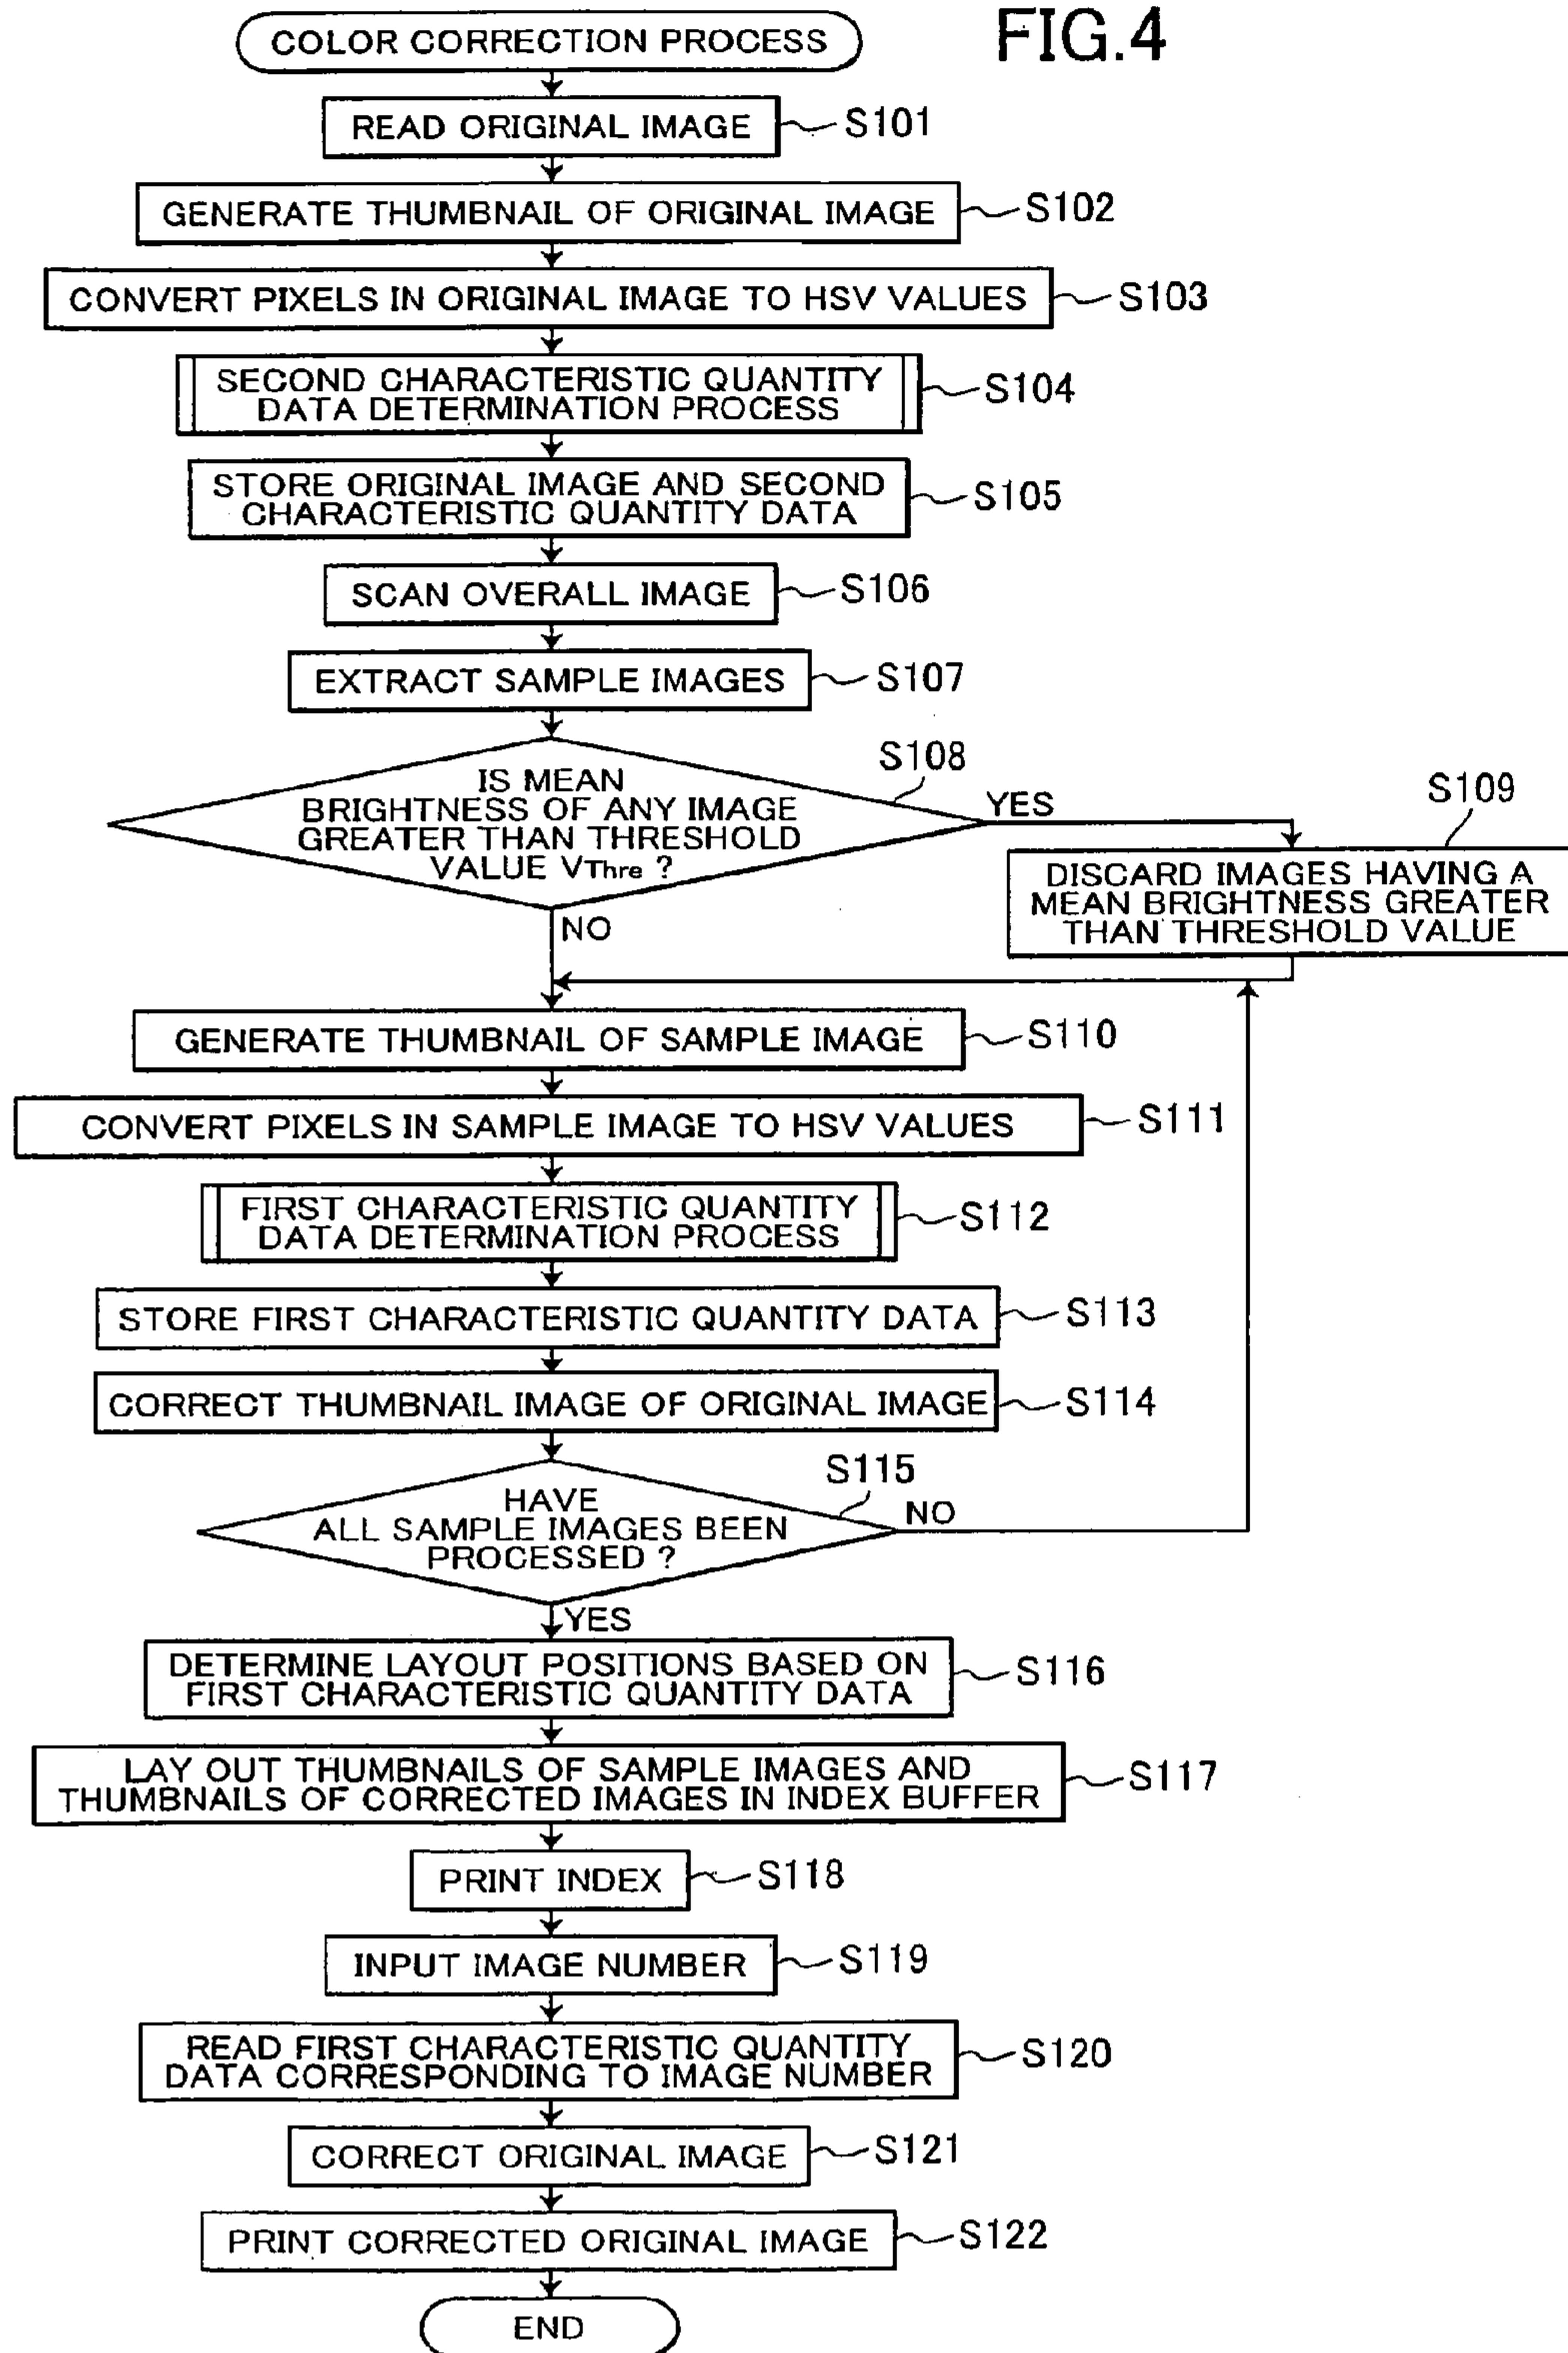 FIG.4
COLOR CORRECTION PROCESS
READ ORIGINAL IMAGE
S101
GENERATE THUMBNAIL OF ORIGINAL IMAGE
S102
CONVERT PIXELS IN ORIGINAL IMAGE TO HSV VALUES
S103
SECOND CHARACTERISTIC QUANTITY
DATA DETERMINATION PROCESS
S104
STORE ORIGINAL IMAGE AND SECOND
CHARACTERISTIC QUANTITY DATA
S105
SCAN OVERALL IMAGE
S106
EXTRACT SAMPLE IMAGES
S107
IS MEAN
BRIGHTNESS OF ANY IMAGE
GREATER THAN THRESHOLD
VALUE VThre ?
S108
YES
NO
S109
DISCARD IMAGES HAVING A
MEAN BRIGHTNESS GREATER
THAN THRESHOLD VALUE
GENERATE THUMBNAIL OF SAMPLE IMAGE
S110
CONVERT PIXELS IN SAMPLE IMAGE TO HSV VALUES
S111
FIRST CHARACTERISTIC QUANTITY
DATA DETERMINATION PROCESS
S112
STORE FIRST CHARACTERISTIC QUANTITY DATA
S113
CORRECT THUMBNAIL IMAGE OF ORIGINAL IMAGE
S114
HAVE
ALL SAMPLE IMAGES BEEN
PROCESSED ?
S115
NO
YES
DETERMINE LAYOUT POSITIONS BASED ON
FIRST CHARACTERISTIC QUANTITY DATA
S116
LAY OUT THUMBNAILS OF SAMPLE IMAGES AND
THUMBNAILS OF CORRECTED IMAGES IN INDEX BUFFER
S117
PRINT INDEX
S118
INPUT IMAGE NUMBER
S119
READ FIRST CHARACTERISTIC QUANTITY
DATA CORRESPONDING TO IMAGE NUMBER
S120
CORRECT ORIGINAL IMAGE
S121
PRINT CORRECTED ORIGINAL IMAGE
S122
END